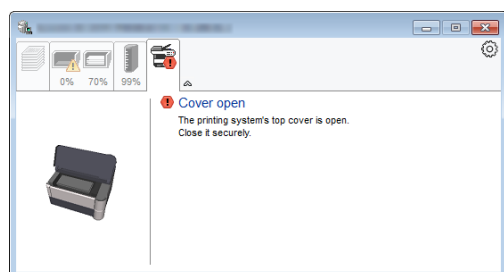 0%
70%
99%
Cover open
The printing system's top cover is open.
Close it securely.